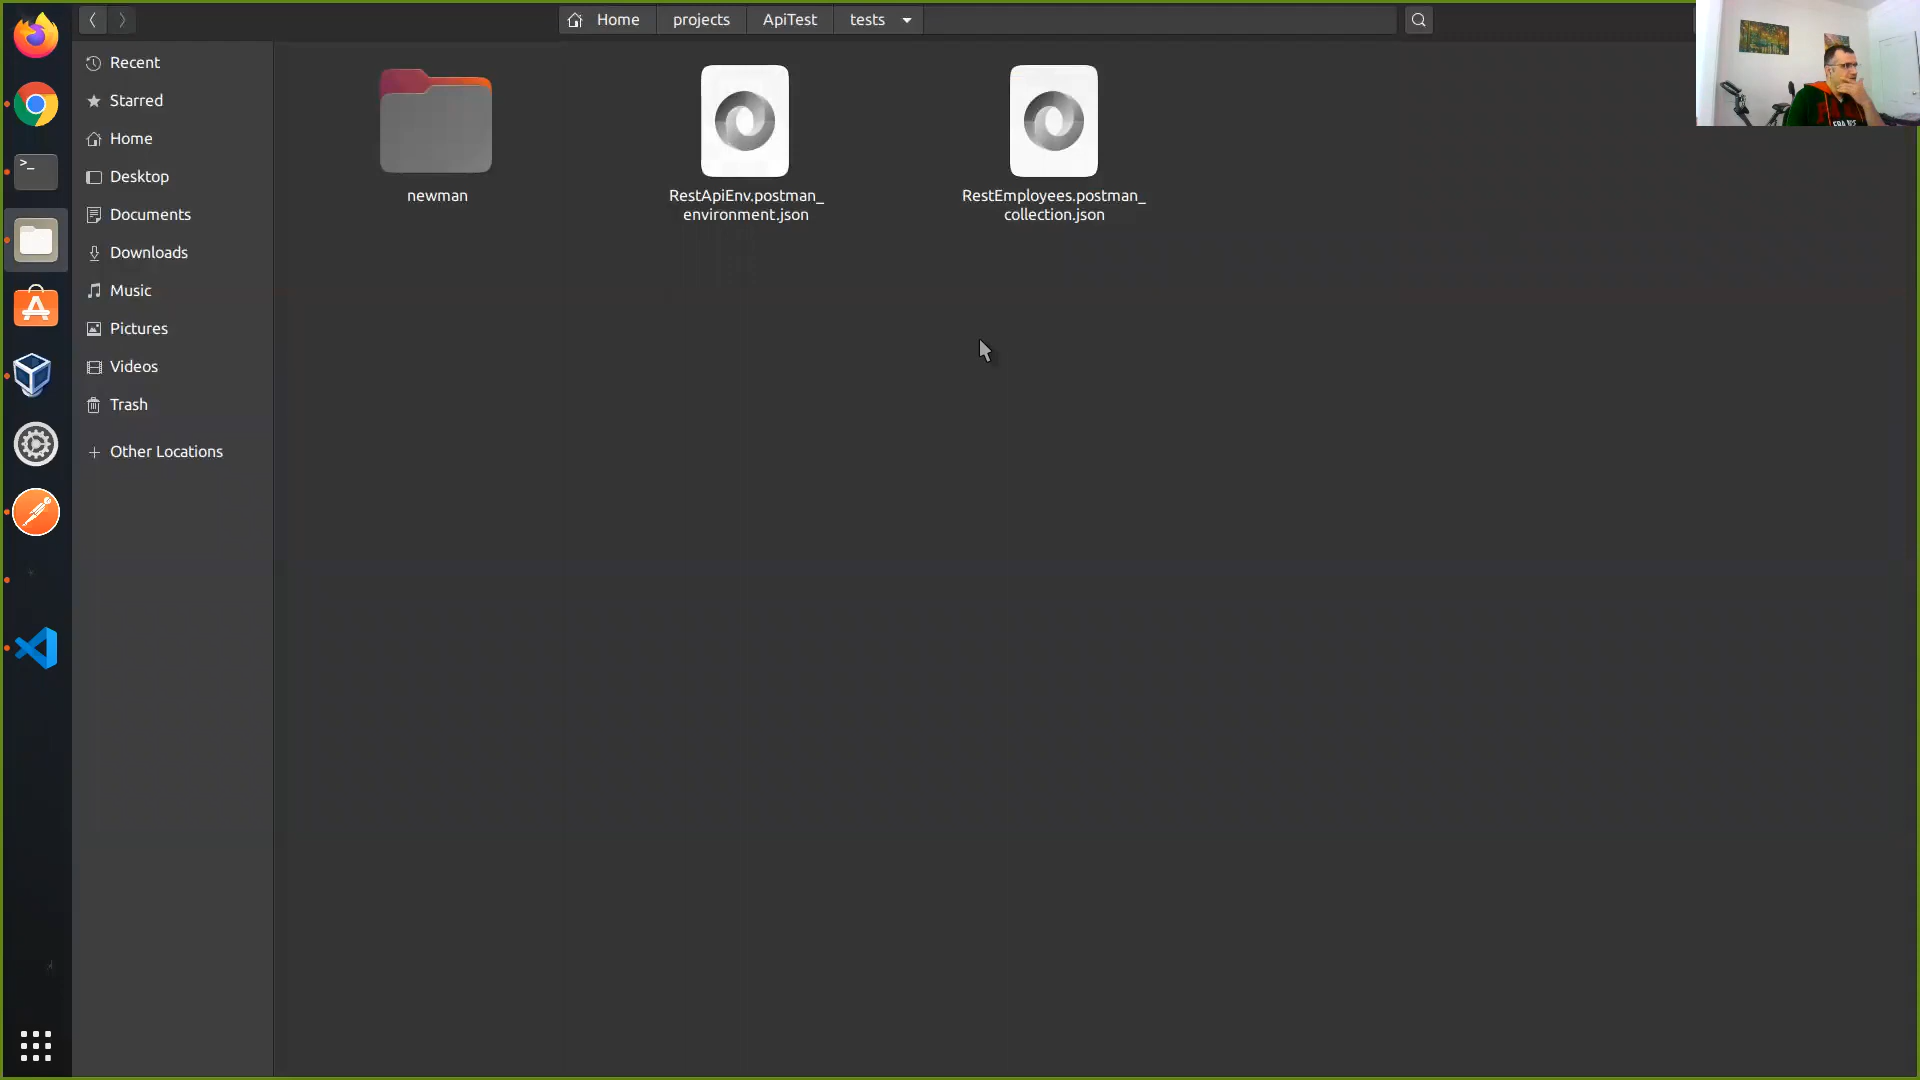 Home projects ApiTest tests
Recent
Starred
Home
Desktop
Documents
Downloads
Music
Pictures
Videos
Trash
Other Locations
newman
RestApiEnv.postman_
environment.json
RestEmployees.postman_
collection.json
>_